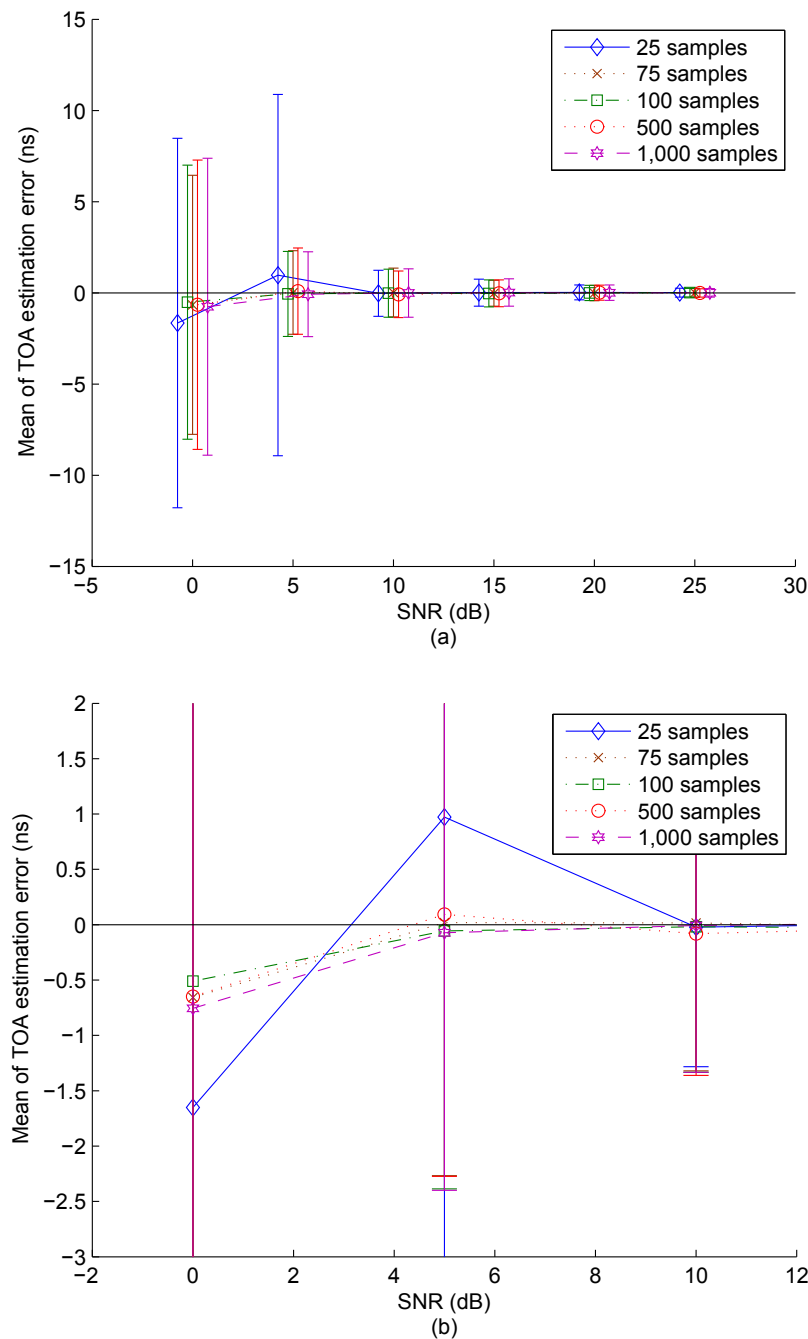 15
10
5
0
−5
−10
−15
−5
0
5
10
15
20
25
30
Mean of TOA estimation error (ns)
SNR (dB)
(a)
25 samples
75 samples
100 samples
500 samples
1,000 samples
2
1.5
1
0.5
0
−0.5
−1
−1.5
−2
−2.5
−3
−2
0
2
4
6
8
10
12
Mean of TOA estimation error (ns)
SNR (dB)
(b)
25 samples
75 samples
100 samples
500 samples
1,000 samples